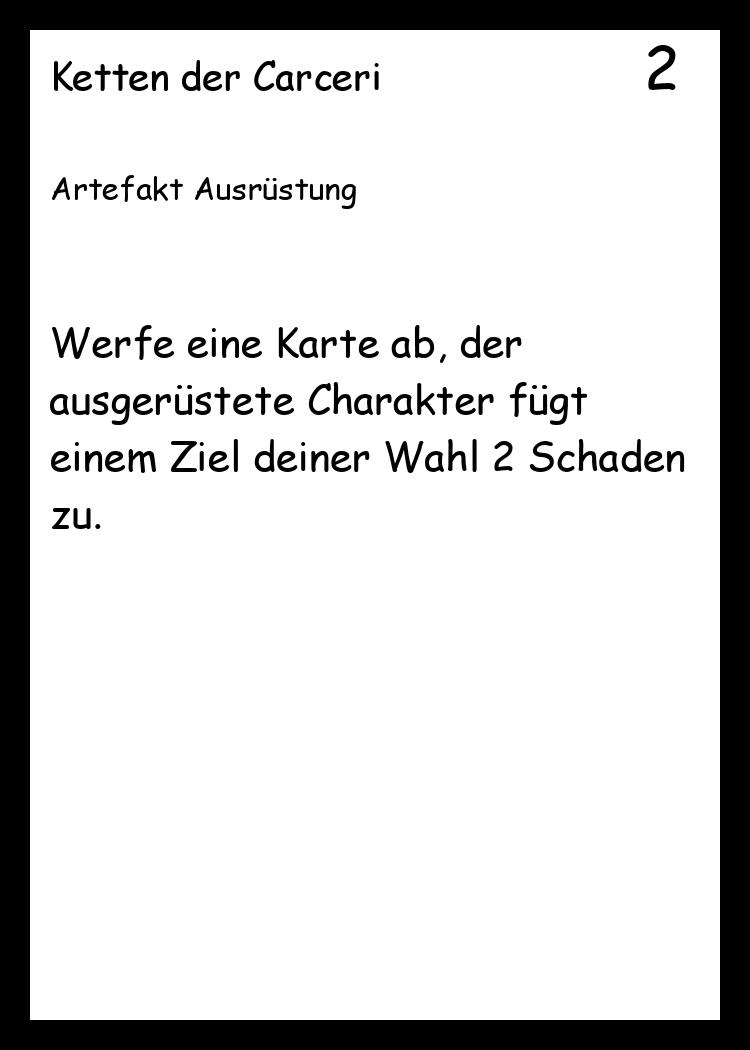 Ketten der Carceri 2
Artefakt Ausrüstung
Werfe eine Karte ab, der
ausgerüstete Charakter fügt
einem Ziel deiner Wahl 2 Schaden
zu.